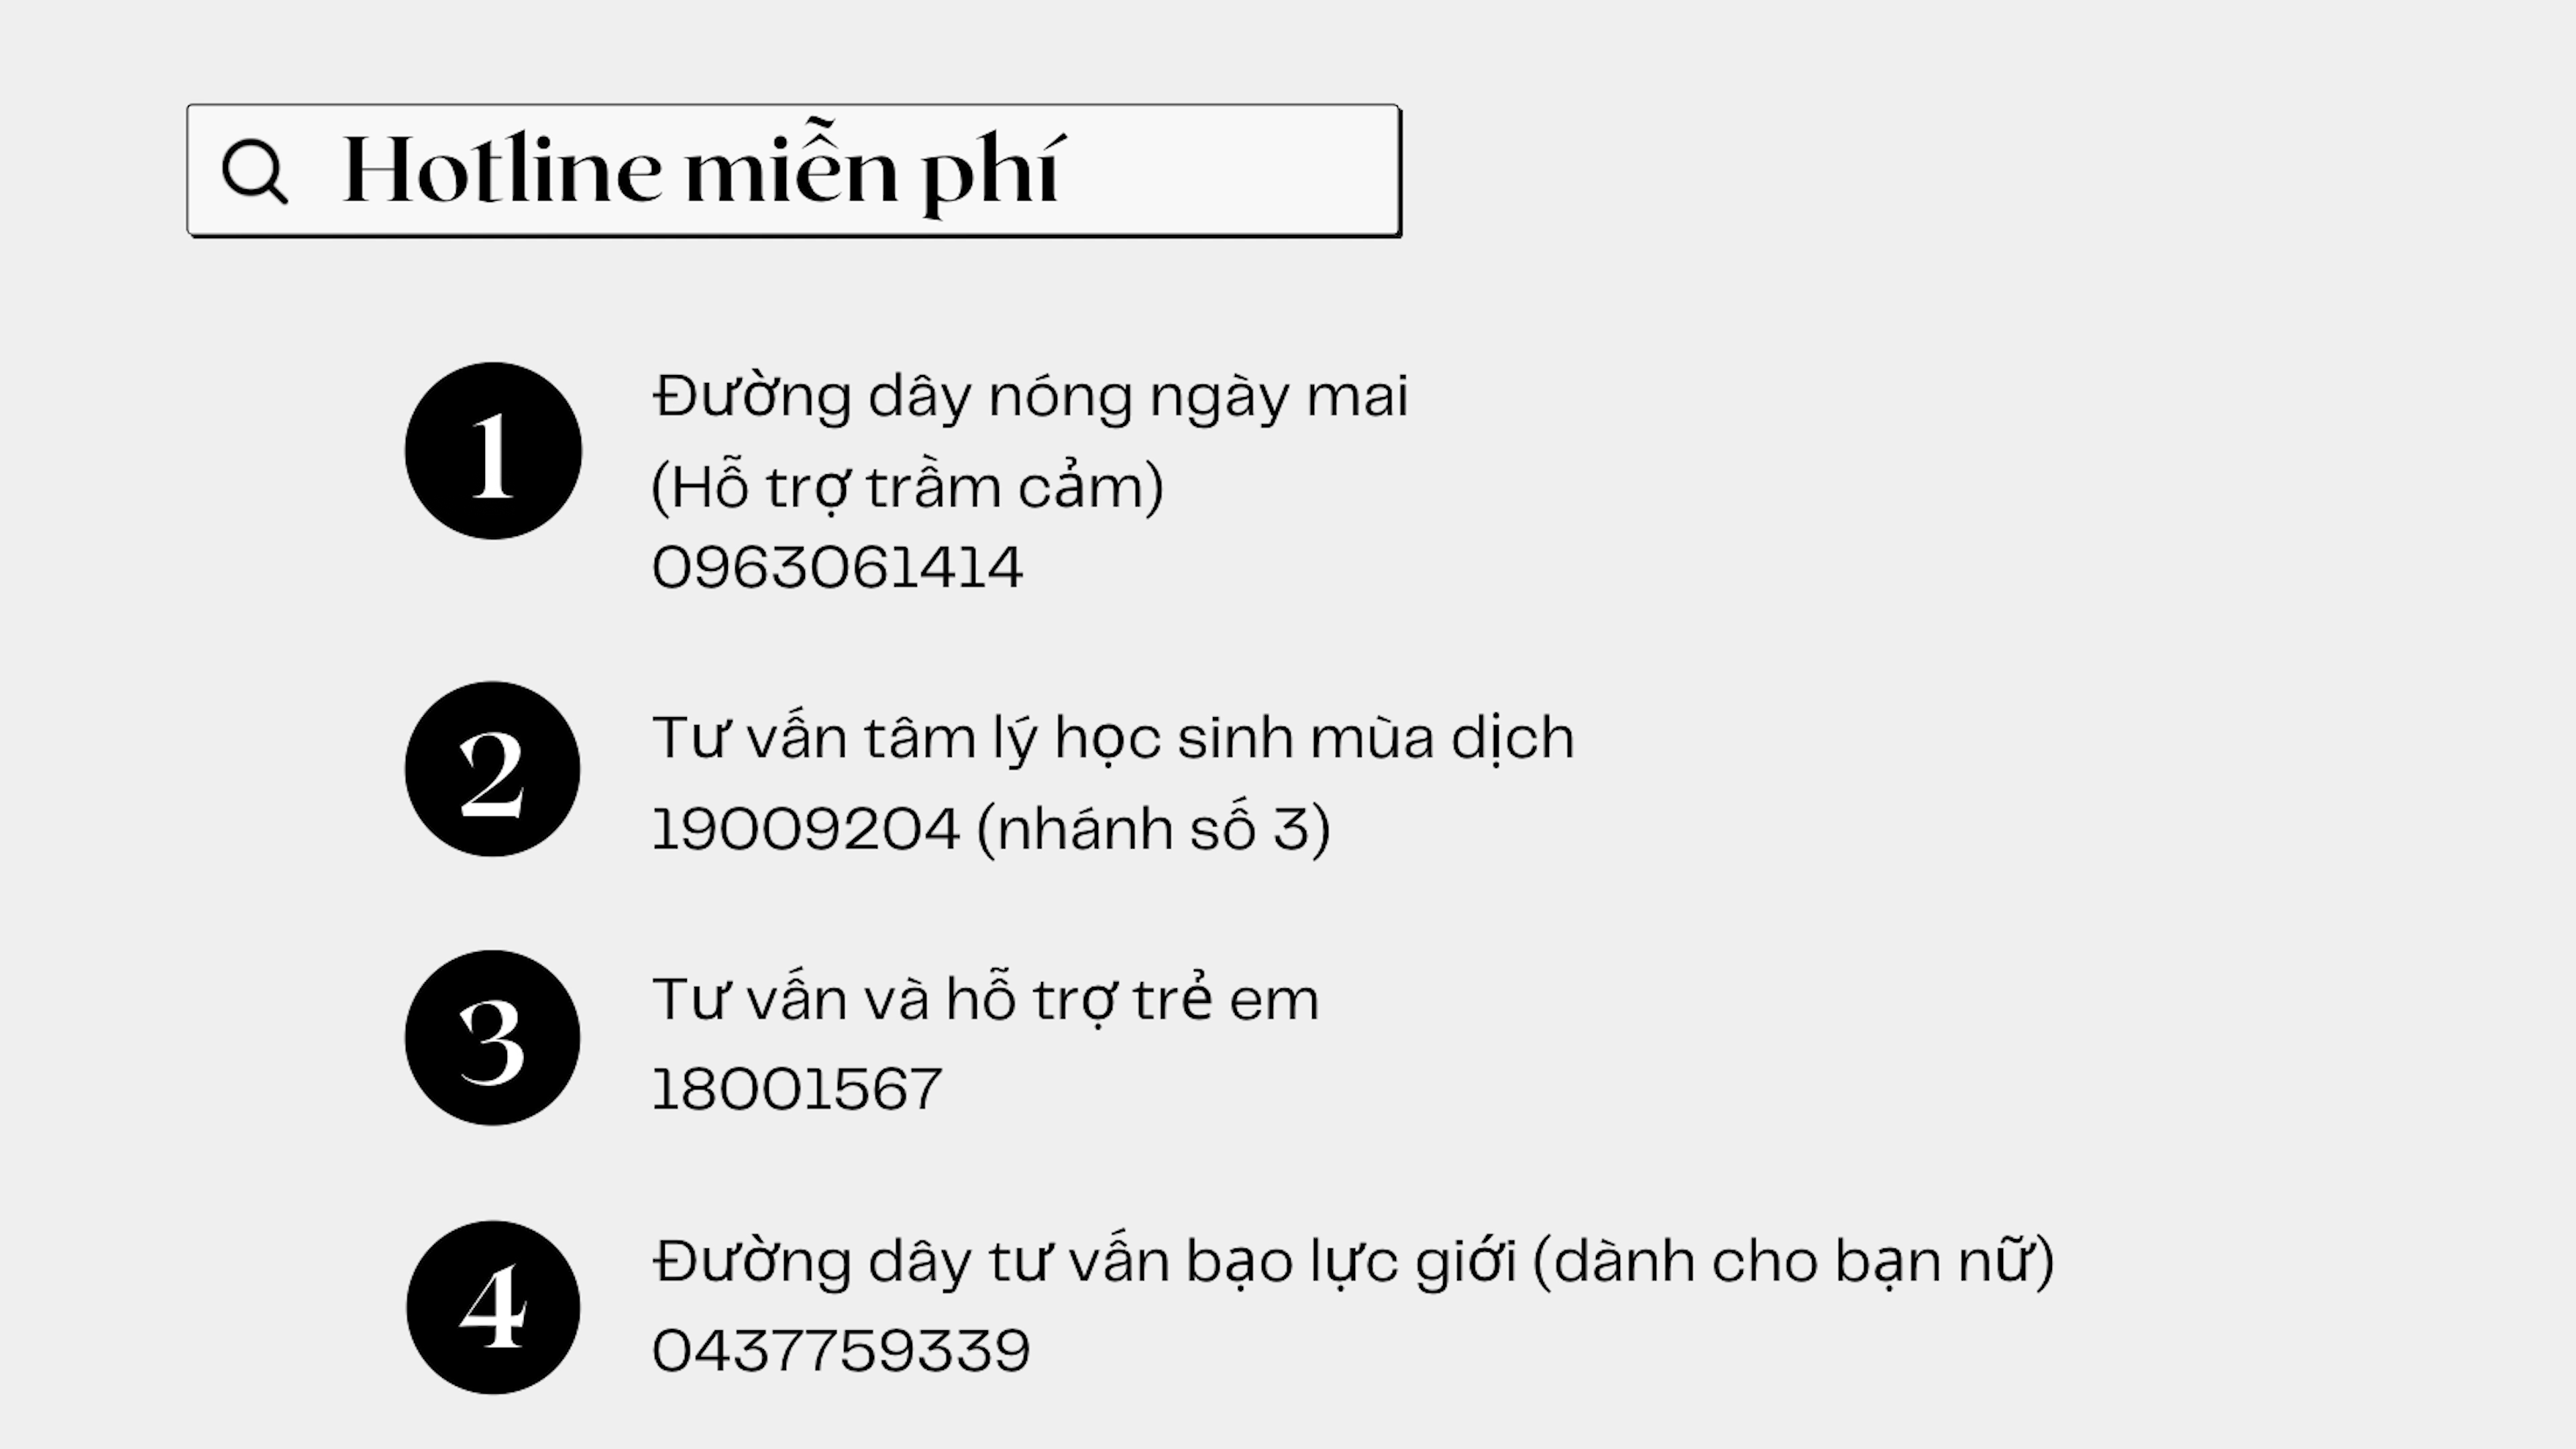 Hotline miễn phí
1
Đường dây nóng ngày mai
(Hỗ trợ trầm cảm)
0963061414
2
Tư vấn tâm lý học sinh mùa dịch
19009204 (nhánh số 3)
3
Tư vấn và hỗ trợ trẻ em
18001567
4
Đường dây tư vấn bạo lực giới (dành cho bạn nữ)
0437759339